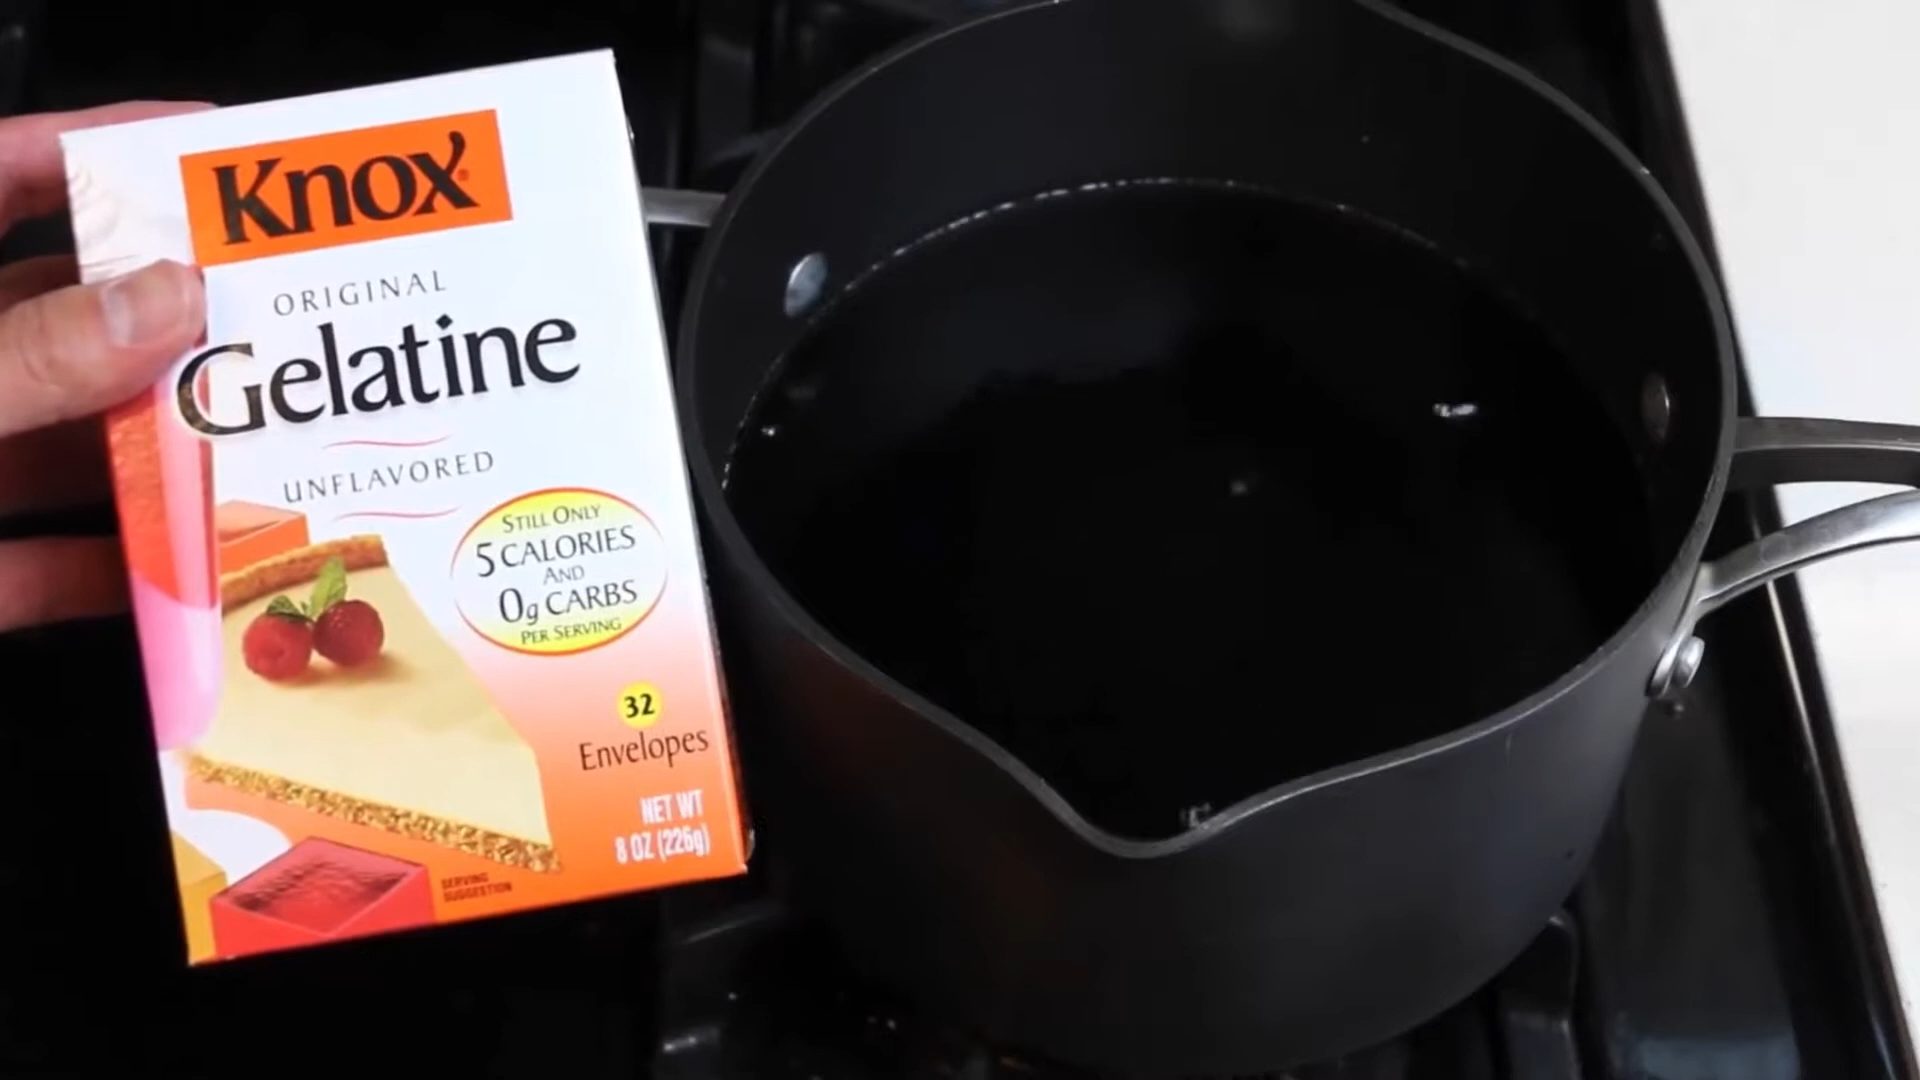 Knox
ORIGINAL
Gelatine
UNFLAVORED
STILL ONLY
5 CALORIES
AND
0g CARBS
PER SERVING
32
Envelopes
NET WT
8 OZ (226g)
SERVING
SUGGESTION